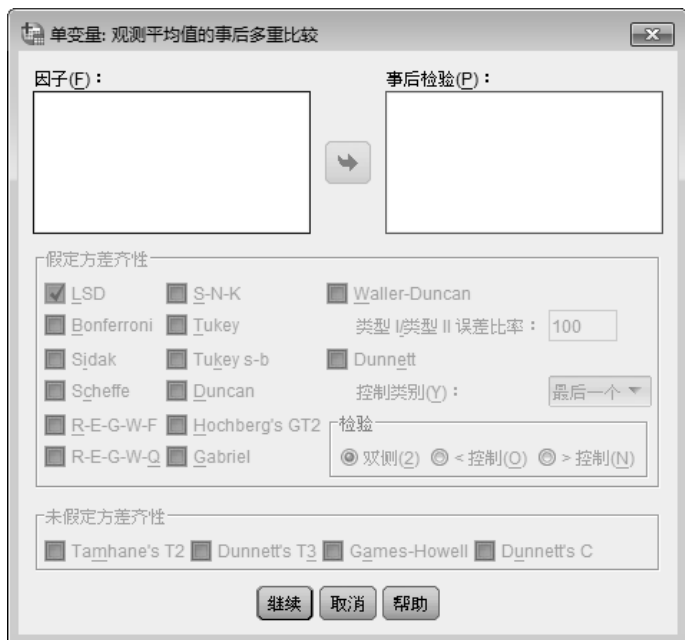 单变量: 观测平均值的事后多重比较
因子(F)：
事后检验(P)：
假定方差齐性
LSD
S-N-K
Waller-Duncan
Bonferroni
Tukey
类型 I/类型 II 误差比率：
100
Sidak
Tukey s-b
Dunnett
Scheffe
Duncan
控制类别(Y)：
最后一个
R-E-G-W-F
Hochberg's GT2
检验
R-E-G-W-Q
Gabriel
双侧(2)
< 控制(O)
> 控制(N)
未假定方差齐性
Tamhane's T2
Dunnett's T3
Games-Howell
Dunnett's C
继续
取消
帮助